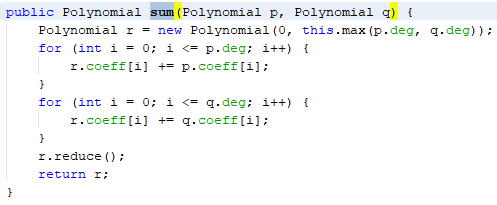 public Polynomial sum(Polynomial p, Polynomial q) {
    Polynomial r = new Polynomial(0, this.max(p.deg, q.deg));
    for (int i = 0; i <= p.deg; i++) {
        r.coeff[i] += p.coeff[i];
    }
    for (int i = 0; i <= q.deg; i++) {
        r.coeff[i] += q.coeff[i];
    }
    r.reduce();
    return r;
}